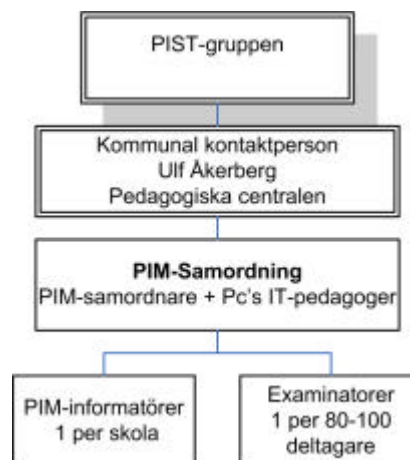 PIST-gruppen
Kommunal kontaktperson
Ulf Åkerberg
Pedagogiska centralen
PIM-Samordning
PIM-samordnare + Pc's IT-pedagoger
PIM-informatörer
1 per skola
Examinatorer
1 per 80-100
deltagare